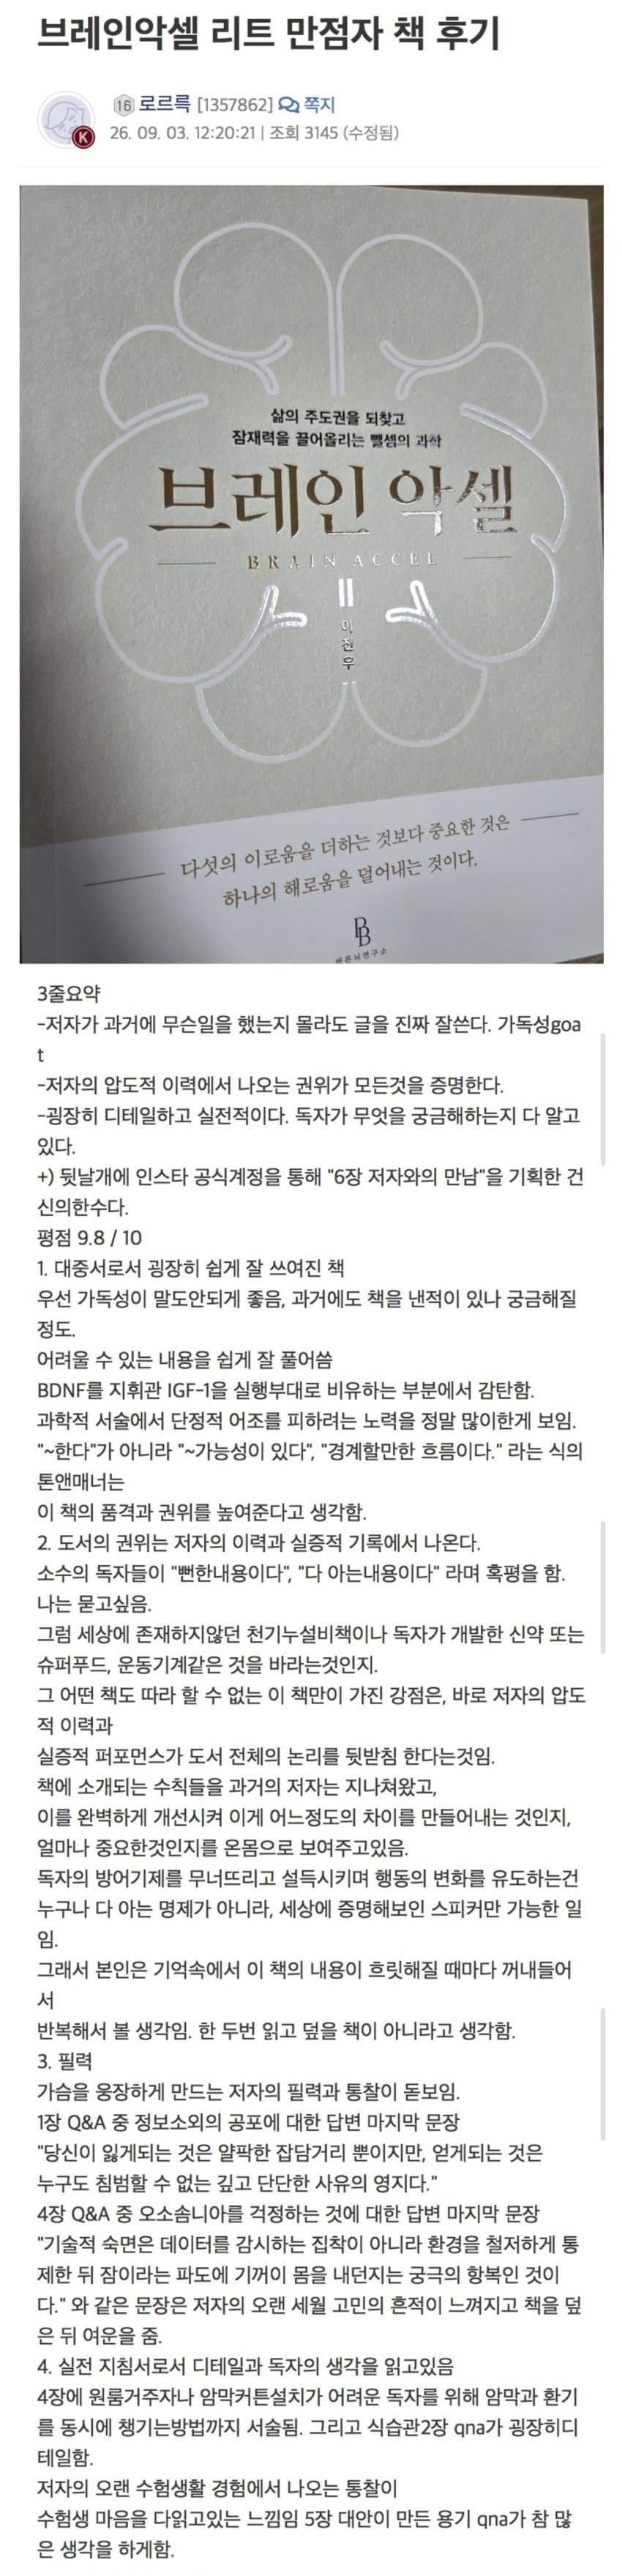 브레인악셀 리트 만점자 책 후기
16 로르륵 [1357862] 쪽지
K
26. 09. 03. 12:20:21 | 조회 3145 (수정됨)
삶의 주도권을 되찾고
잠재력을 끌어올리는 뺄셈의 과학
브레인 악셀
BRAIN ACCEL
이진우
다섯의 이로움을 더하는 것보다 중요한 것은
하나의 해로움을 덜어내는 것이다.
바른뇌연구소
3줄요약
-저자가 과거에 무슨일을 했는지 몰라도 글을 진짜 잘쓴다. 가독성goa
t
-저자의 압도적 이력에서 나오는 권위가 모든것을 증명한다.
-굉장히 디테일하고 실전적이다. 독자가 무엇을 궁금해하는지 다 알고
있다.
+) 뒷날개에 인스타 공식계정을 통해 "6장 저자와의 만남"을 기획한 건
신의한수다.
평점 9.8 / 10
1. 대중서로서 굉장히 쉽게 잘 쓰여진 책
우선 가독성이 말도안되게 좋음, 과거에도 책을 낸적이 있나 궁금해질
정도.
어려울 수 있는 내용을 쉽게 잘 풀어씀
BDNF를 지휘관 IGF-1을 실행부대로 비유하는 부분에서 감탄함.
과학적 서술에서 단정적 어조를 피하려는 노력을 정말 많이한게 보임.
"~한다"가 아니라 "~가능성이 있다", "경계할만한 흐름이다." 라는 식의
톤앤매너는
이 책의 품격과 권위를 높여준다고 생각함.
2. 도서의 권위는 저자의 이력과 실증적 기록에서 나온다.
소수의 독자들이 "뻔한내용이다", "다 아는내용이다" 라며 혹평을 함.
나는 묻고싶음.
그럼 세상에 존재하지않던 천기누설비책이나 독자가 개발한 신약 또는
슈퍼푸드, 운동기계같은 것을 바라는것인지.
그 어떤 책도 따라 할 수 없는 이 책만이 가진 강점은, 바로 저자의 압도
적 이력과
실증적 퍼포먼스가 도서 전체의 논리를 뒷받침 한다는것임.
책에 소개되는 수칙들을 과거의 저자는 지나쳐왔고,
이를 완벽하게 개선시켜 이게 어느정도의 차이를 만들어내는 것인지,
얼마나 중요한것인지를 온몸으로 보여주고있음.
독자의 방어기제를 무너뜨리고 설득시키며 행동의 변화를 유도하는건
누구나 다 아는 명제가 아니라, 세상에 증명해보인 스피커만 가능한 일
임.
그래서 본인은 기억속에서 이 책의 내용이 흐릿해질 때마다 꺼내들어
서
반복해서 볼 생각임. 한 두번 읽고 덮을 책이 아니라고 생각함.
3. 필력
가슴을 웅장하게 만드는 저자의 필력과 통찰이 돋보임.
1장 Q&A 중 정보소외의 공포에 대한 답변 마지막 문장
"당신이 잃게되는 것은 얄팍한 잡담거리 뿐이지만, 얻게되는 것은
누구도 침범할 수 없는 깊고 단단한 사유의 영지다."
4장 Q&A 중 오소솜니아를 걱정하는 것에 대한 답변 마지막 문장
"기술적 숙면은 데이터를 감시하는 집착이 아니라 환경을 철저하게 통
제한 뒤 잠이라는 파도에 기꺼이 몸을 내던지는 궁극의 항복인 것이
다." 와 같은 문장은 저자의 오랜 세월 고민의 흔적이 느껴지고 책을 덮
은 뒤 여운을 줌.
4. 실전 지침서로서 디테일과 독자의 생각을 읽고있음
4장에 원룸거주자나 암막커튼설치가 어려운 독자를 위해 암막과 환기
를 동시에 챙기는방법까지 서술됨. 그리고 식습관2장 qna가 굉장히디
테일함.
저자의 오랜 수험생활 경험에서 나오는 통찰이
수험생 마음을 다읽고있는 느낌임 5장 대안이 만든 용기 qna가 참 많
은 생각을 하게함.